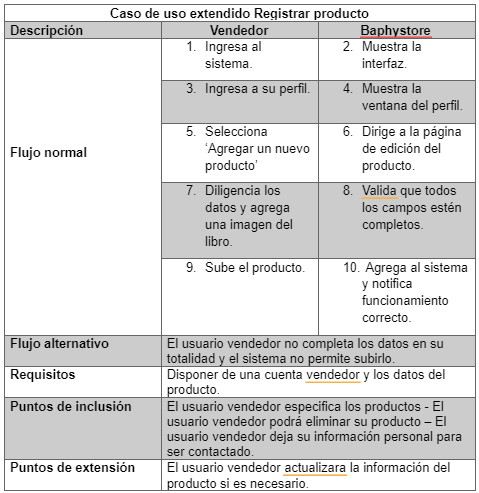 Caso de uso extendido Registrar producto
Descripción Vendedor Baphystore
Flujo normal
1. Ingresa al
sistema.
2. Muestra la
interfaz.
3. Ingresa a su perfil.
4. Muestra la
ventana del perfil.
5. Selecciona
‘Agregar un nuevo
producto’
6. Dirige a la página
de edición del
producto.
7. Diligencia los
datos y agrega
una imagen del
libro.
8. Valida que todos
los campos estén
completos.
9. Sube el producto.
10. Agrega al sistema
y notifica
funcionamiento
correcto.
Flujo alternativo
El usuario vendedor no completa los datos en su
totalidad y el sistema no permite subirlo.
Requisitos
Disponer de una cuenta vendedor y los datos del
producto.
Puntos de inclusión
El usuario vendedor especifica los productos - El
usuario vendedor podrá eliminar su producto – El
usuario vendedor deja su información personal para
ser contactado.
Puntos de extensión
El usuario vendedor actualizara la información del
producto si es necesario.